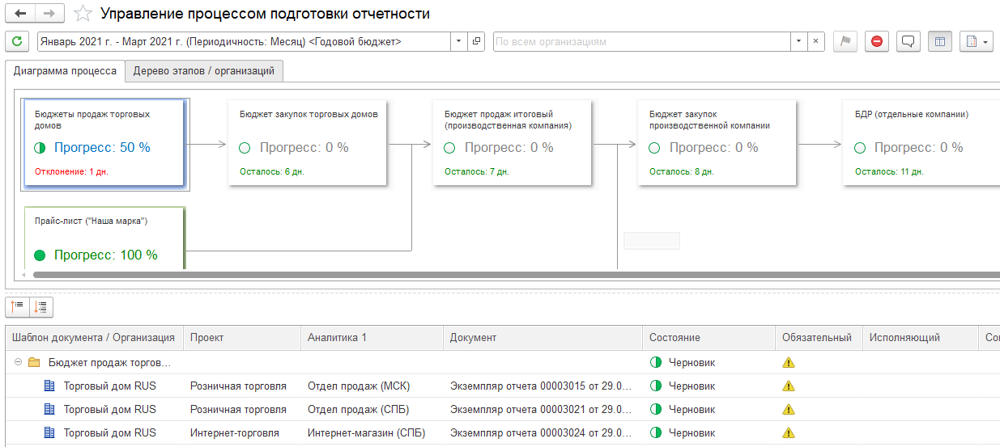 Управление процессом подготовки отчетности
Январь 2021 г. - Март 2021 г. (Периодичность: Месяц) <Годовой бюджет>
По всем организациям
Диаграмма процесса
Дерево этапов / организаций
Бюджеты продаж торговых
домов
Прогресс: 50 %
Отклонение: 1 дн.
Бюджет закупок торговых домов
Прогресс: 0 %
Осталось: 6 дн.
Бюджет продаж итоговый
(производственная компания)
Прогресс: 0 %
Осталось: 7 дн.
Бюджет закупок
производственной компании
Прогресс: 0 %
Осталось: 8 дн.
БДР (отдельные компании)
Прогресс: 0 %
Осталось: 11 дн.
Прайс-лист ("Наша марка")
Прогресс: 100 %
Шаблон документа / Организация Проект Аналитика 1 Документ Состояние Обязательный Исполняющий Сог
Бюджет продаж торгов... Черновик
Торговый дом RUS Розничная торговля Отдел продаж (МСК) Экземпляр отчета 00003015 от 29.0... Черновик
Торговый дом RUS Розничная торговля Отдел продаж (СПБ) Экземпляр отчета 00003021 от 29.0... Черновик
Торговый дом RUS Интернет-торговля Интернет-магазин (СПБ) Экземпляр отчета 00003024 от 29.0... Черновик